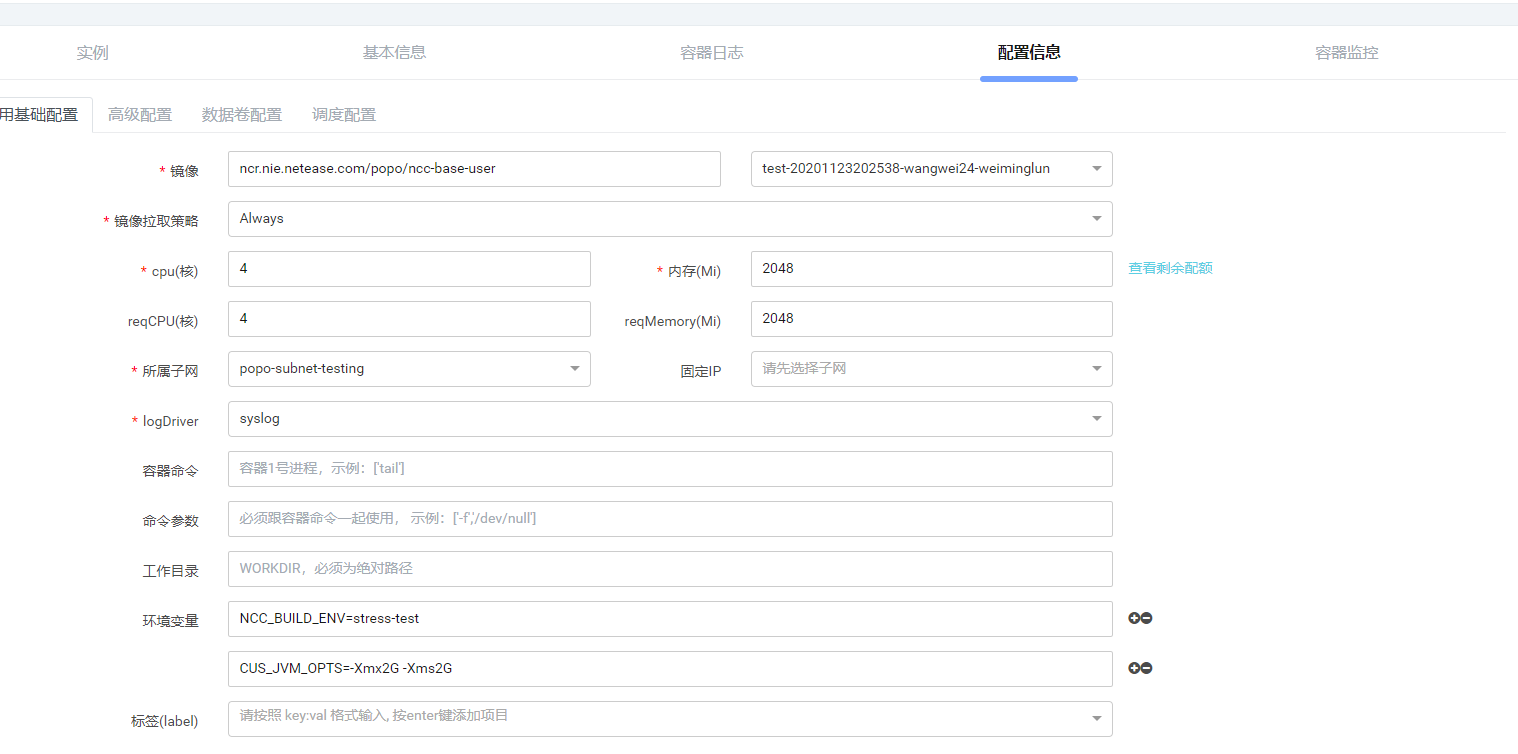 实例 基本信息 容器日志 配置信息 容器监控
用基础配置 高级配置 数据卷配置 调度配置
* 镜像 ncr.nie.netease.com/popo/ncc-base-user test-20201123202538-wangwei24-weiminglun
* 镜像拉取策略 Always
* cpu(核) 4 * 内存(Mi) 2048 查看剩余配额
reqCPU(核) 4 reqMemory(Mi) 2048
* 所属子网 popo-subnet-testing 固定IP 请先选择子网
* logDriver syslog
容器命令 容器1号进程，示例：['tail']
命令参数 必须跟容器命令一起使用， 示例：['-f','/dev/null']
工作目录 WORKDIR，必须为绝对路径
环境变量 NCC_BUILD_ENV=stress-test
CUS_JVM_OPTS=-Xmx2G -Xms2G
标签(label) 请按照 key:val 格式输入, 按enter键添加项目